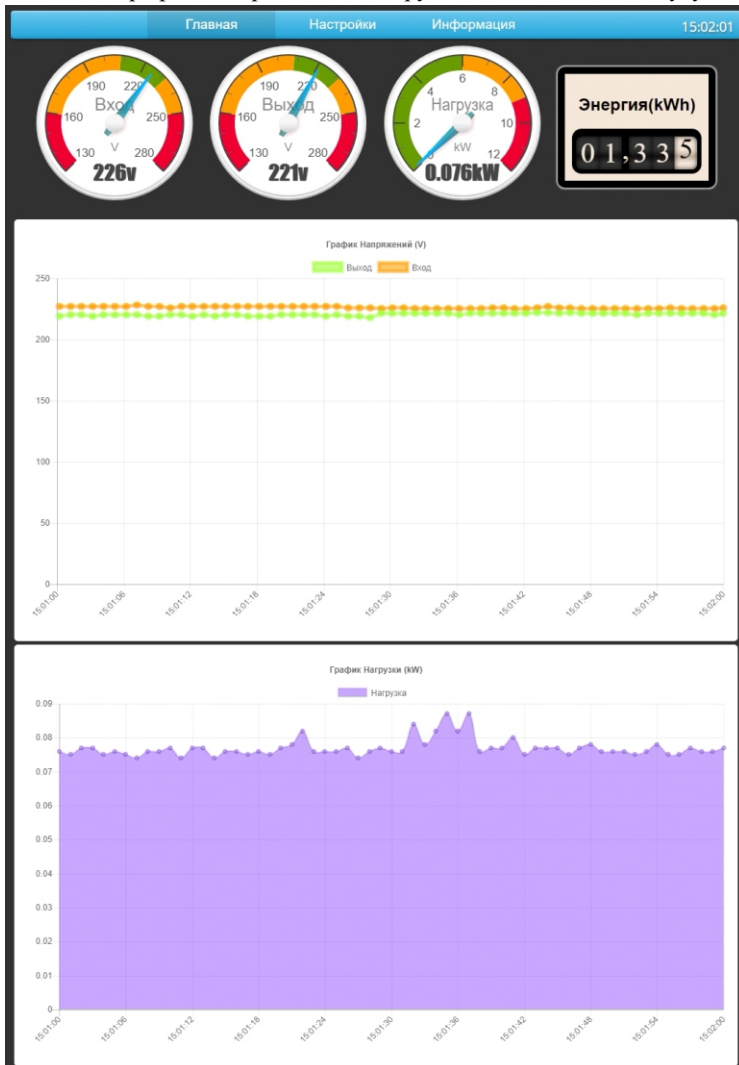 Главная Настройки Информация 15:02:01
130 160 190 220 250 280
Вход
V
226v
130 160 190 220 250 280
Выход
V
221v
2 4 6 8 10 12
Нагрузка
kW
0.076kW
Энергия(kWh)
01,335
График Напряжений (V)
Выход Вход
250
200
150
100
50
0
15:01:00 15:01:06 15:01:12 15:01:18 15:01:24 15:01:30 15:01:36 15:01:42 15:01:48 15:01:54 15:02:00
График Нагрузки (kW)
Нагрузка
0.09
0.08
0.07
0.06
0.05
0.04
0.03
0.02
0.01
0
15:01:00 15:01:06 15:01:12 15:01:18 15:01:24 15:01:30 15:01:36 15:01:42 15:01:48 15:01:54 15:02:00